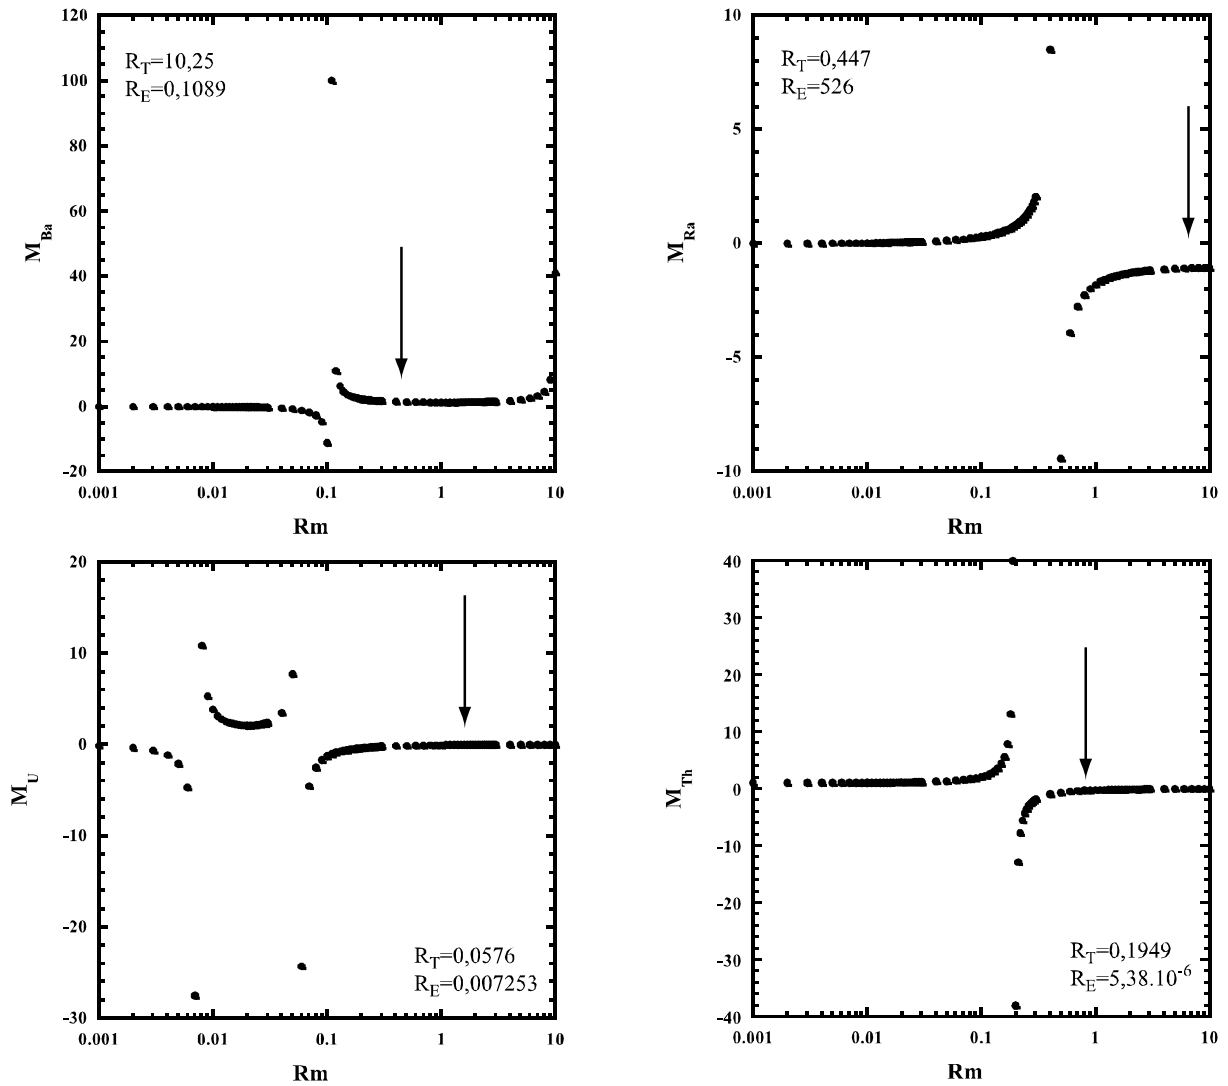 120
100
80
60
40
20
0
-20
M_Ba
R_T=10,25
R_E=0,1089
0.001 0.01 0.1 1 10
Rm
10
5
0
-5
-10
M_Ra
R_T=0,447
R_E=526
0.001 0.01 0.1 1 10
Rm
20
10
0
-10
-20
-30
M_U
R_T=0,0576
R_E=0,007253
0.001 0.01 0.1 1 10
Rm
40
30
20
10
0
-10
-20
-30
-40
M_Th
R_T=0,1949
R_E=5,38.10^-6
0.001 0.01 0.1 1 10
Rm